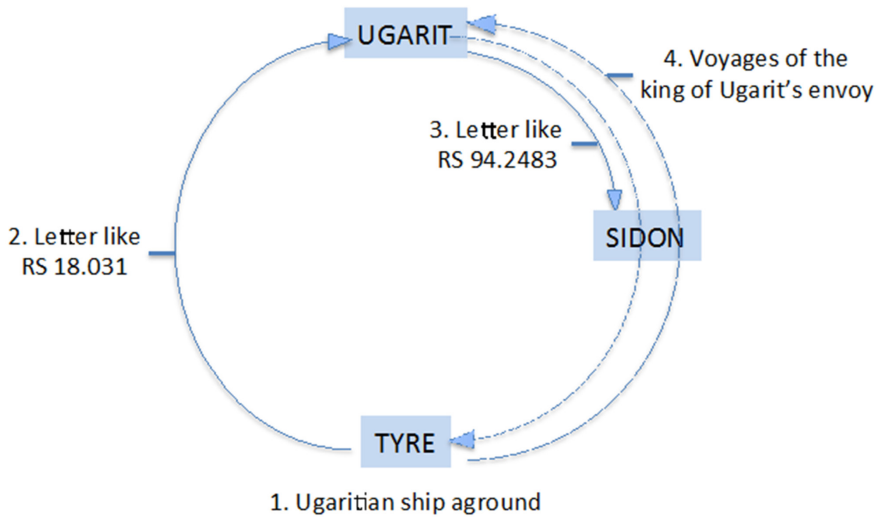 UGARIT
4. Voyages of the
king of Ugarit's envoy
3. Letter like
RS 94.2483
2. Letter like
RS 18.031
SIDON
TYRE
1. Ugaritian ship aground